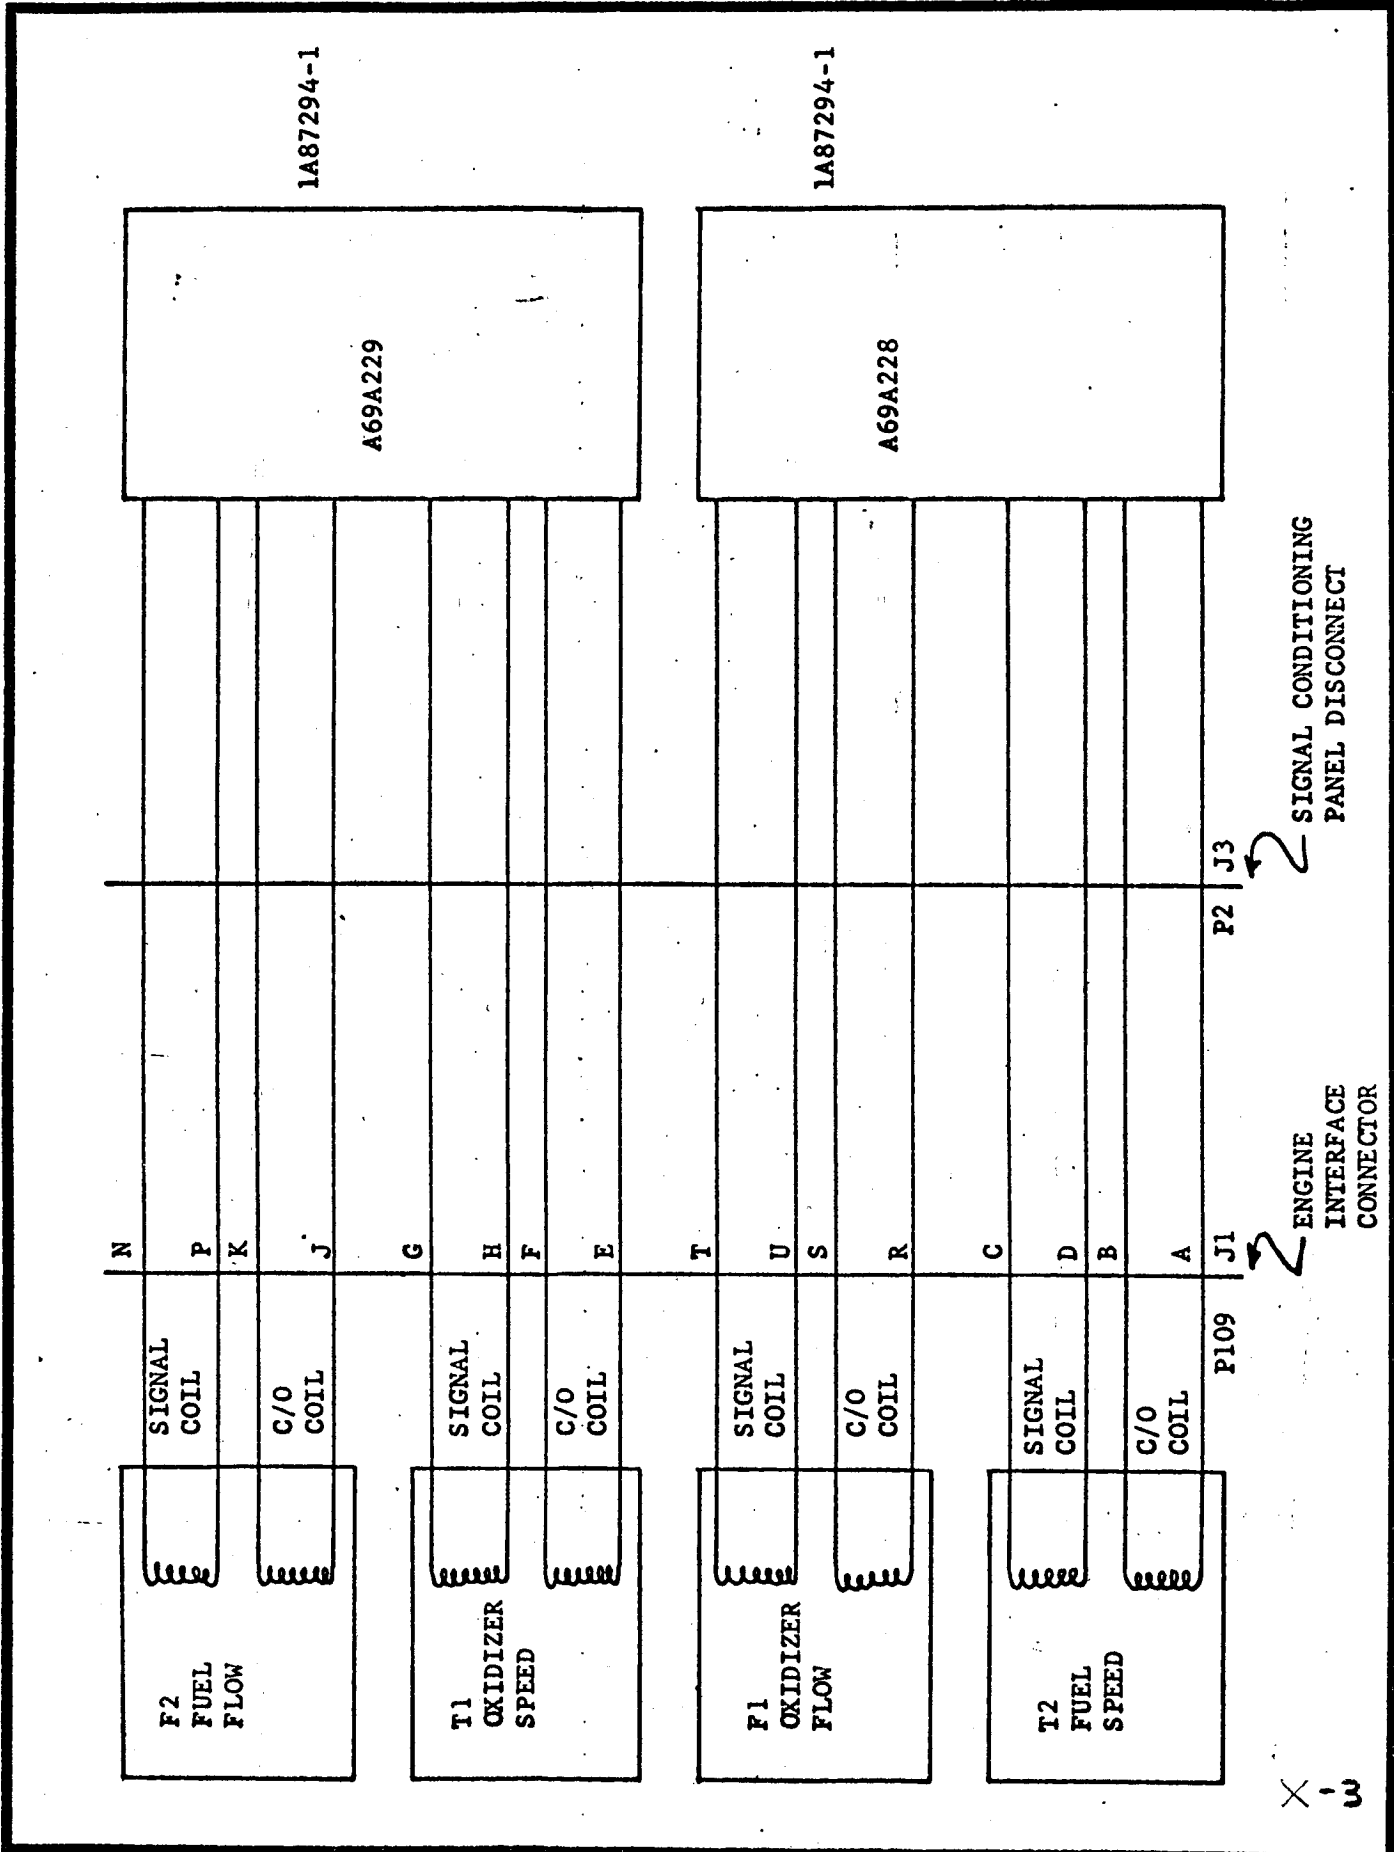 F2
FUEL
FLOW
SIGNAL
COIL
C/O
COIL
N
P
K
J
A69A229
1A87294-1
T1
OXIDIZER
SPEED
SIGNAL
COIL
C/O
COIL
G
H
F
E
F1
OXIDIZER
FLOW
SIGNAL
COIL
C/O
COIL
T
U
S
R
A69A228
1A87294-1
T2
FUEL
SPEED
SIGNAL
COIL
C/O
COIL
C
D
B
A
P109 J1
P2 J3
ENGINE
INTERFACE
CONNECTOR
SIGNAL CONDITIONING
PANEL DISCONNECT
X-3